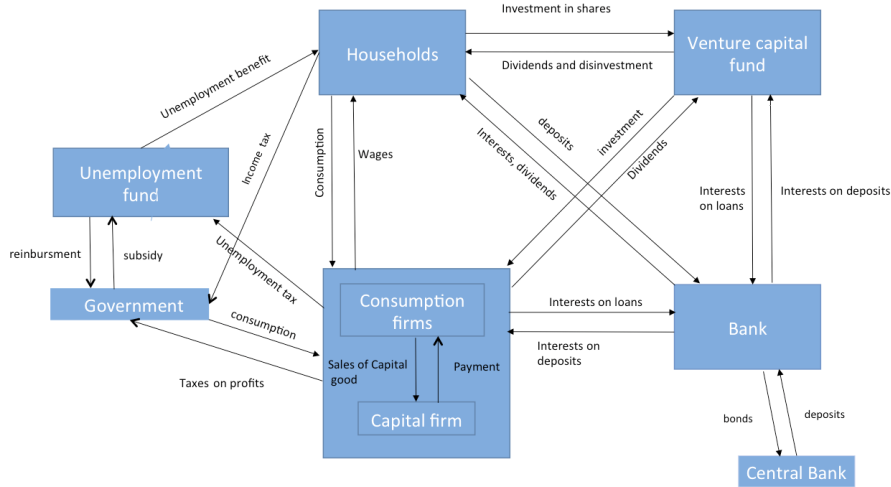 Investment in shares
Households
Venture capital
fund
Dividends and disinvestment
Unemployment benefit
Income tax
Consumption
Wages
deposits
Interests, dividends
investment
Dividends
Unemployment
fund
Interests
on loans
Interests on deposits
reinbursment
subsidy
Unemployment tax
Government
consumption
Consumption
firms
Interests on loans
Bank
Interests on
deposits
Sales of Capital
good
Payment
Taxes on profits
Capital firm
bonds
deposits
Central Bank